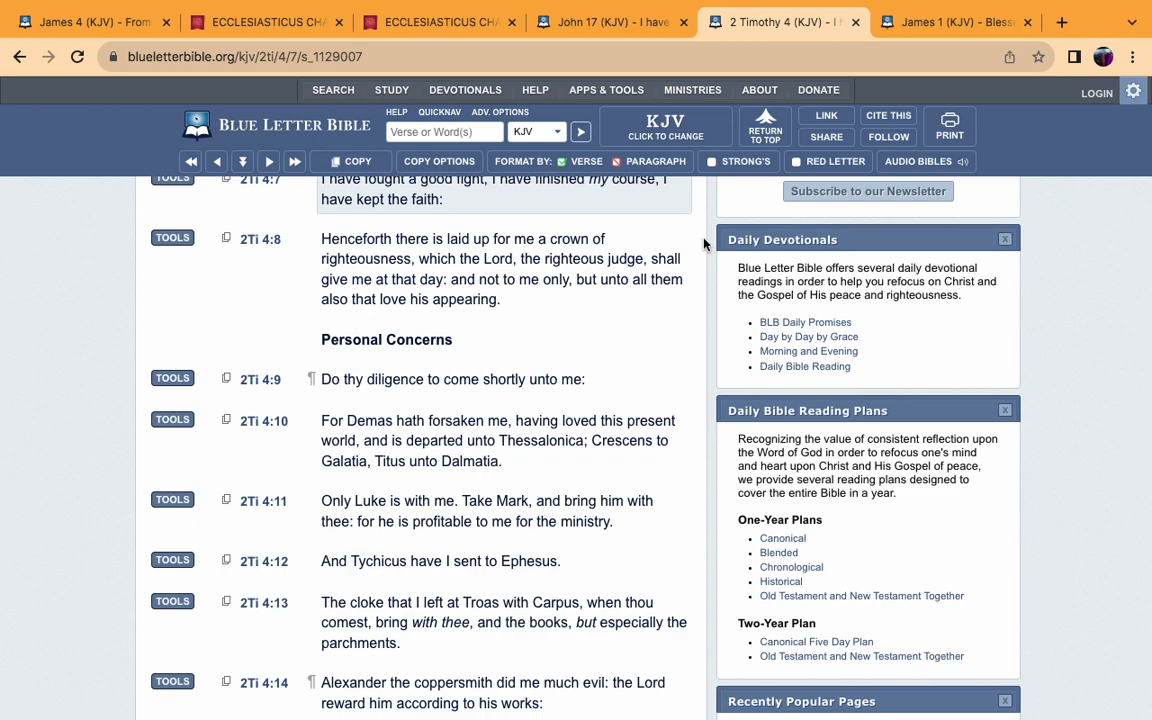 James 4 (KJV) - From
ECCLESIASTICUS CHA
ECCLESIASTICUS CHA
John 17 (KJV) - I have
2 Timothy 4 (KJV) - I h
James 1 (KJV) - Bless
blueletterbible.org/kjv/2ti/4/7/s_1129007
SEARCH STUDY DEVOTIONALS HELP APPS & TOOLS MINISTRIES ABOUT DONATE LOGIN
BLUE LETTER BIBLE
HELP QUICKNAV ADV. OPTIONS
Verse or Word(s) KJV
KJV
CLICK TO CHANGE
RETURN
TO TOP
LINK CITE THIS
SHARE FOLLOW
PRINT
COPY COPY OPTIONS FORMAT BY: VERSE PARAGRAPH STRONG'S RED LETTER AUDIO BIBLES
TOOLS 2Ti 4:7 I have fought a good fight, I have finished my course, I
have kept the faith:
TOOLS 2Ti 4:8 Henceforth there is laid up for me a crown of
righteousness, which the Lord, the righteous judge, shall
give me at that day: and not to me only, but unto all them
also that love his appearing.
Personal Concerns
TOOLS 2Ti 4:9 ¶ Do thy diligence to come shortly unto me:
TOOLS 2Ti 4:10 For Demas hath forsaken me, having loved this present
world, and is departed unto Thessalonica; Crescens to
Galatia, Titus unto Dalmatia.
TOOLS 2Ti 4:11 Only Luke is with me. Take Mark, and bring him with
thee: for he is profitable to me for the ministry.
TOOLS 2Ti 4:12 And Tychicus have I sent to Ephesus.
TOOLS 2Ti 4:13 The cloke that I left at Troas with Carpus, when thou
comest, bring with thee, and the books, but especially the
parchments.
TOOLS 2Ti 4:14 ¶ Alexander the coppersmith did me much evil: the Lord
reward him according to his works:
Subscribe to our Newsletter
Daily Devotionals x
Blue Letter Bible offers several daily devotional
readings in order to help you refocus on Christ and
the Gospel of His peace and righteousness.
• BLB Daily Promises
• Day by Day by Grace
• Morning and Evening
• Daily Bible Reading
Daily Bible Reading Plans x
Recognizing the value of consistent reflection upon
the Word of God in order to refocus one's mind
and heart upon Christ and His Gospel of peace,
we provide several reading plans designed to
cover the entire Bible in a year.
One-Year Plans
• Canonical
• Blended
• Chronological
• Historical
• Old Testament and New Testament Together
Two-Year Plan
• Canonical Five Day Plan
• Old Testament and New Testament Together
Recently Popular Pages x